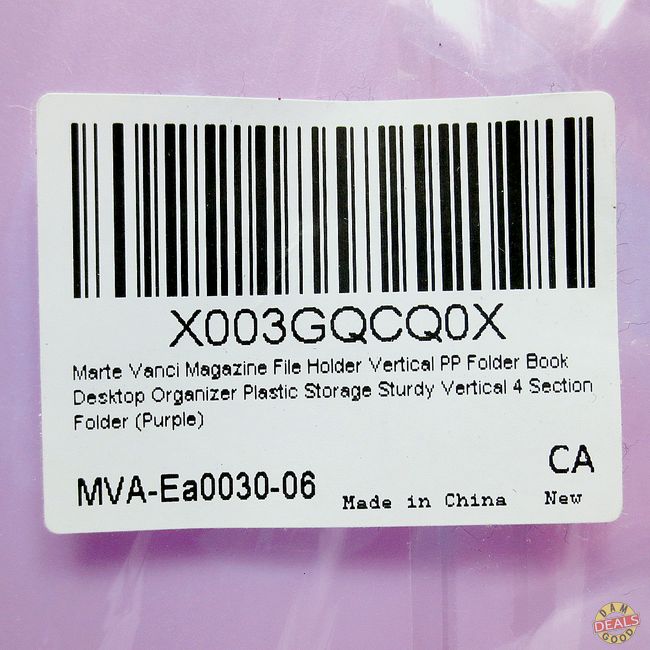 X003GQCQ0X
Marte Vanci Magazine File Holder Vertical PP Folder Book
Desktop Organizer Plastic Storage Sturdy Vertical 4 Section
Folder (Purple)
CA
MVA-Ea0030-06
Made in China New
DAM
DEALS
GOOD